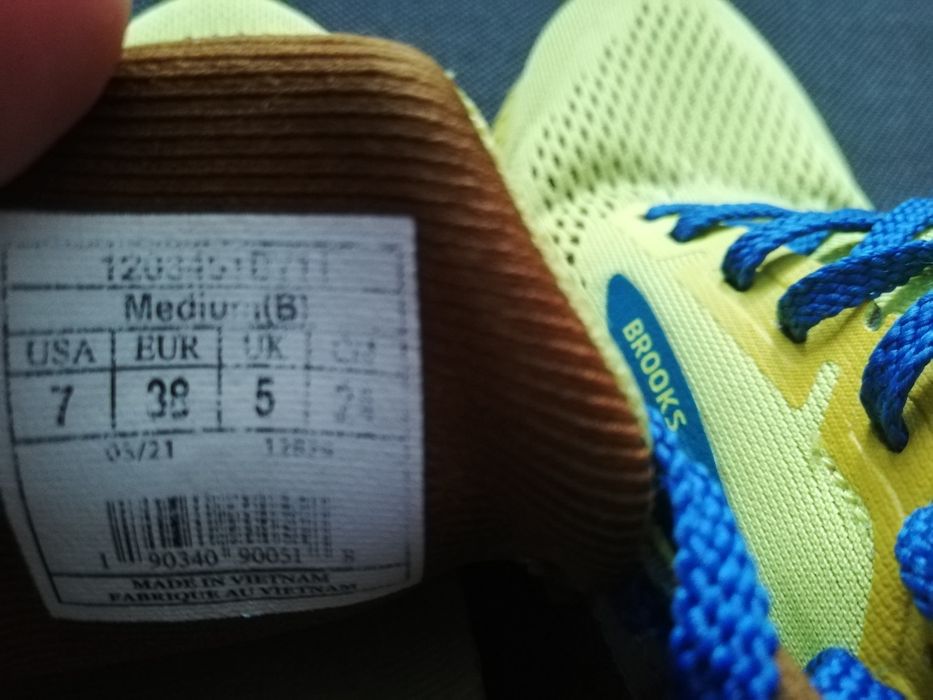 Medium(B)
USA EUR UK
7 38 5
05/21
1 90340 90051 8
MADE IN VIETNAM
FABRIQUE AU VIETNAM
BROOKS